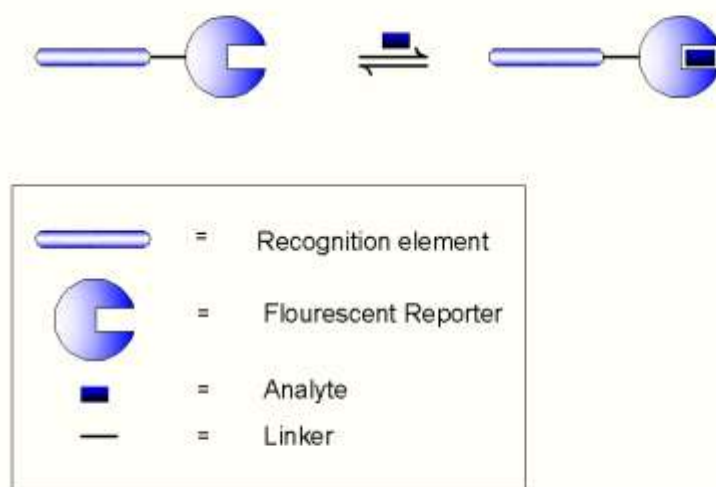 = Recognition element
= Flourescent Reporter
= Analyte
= Linker